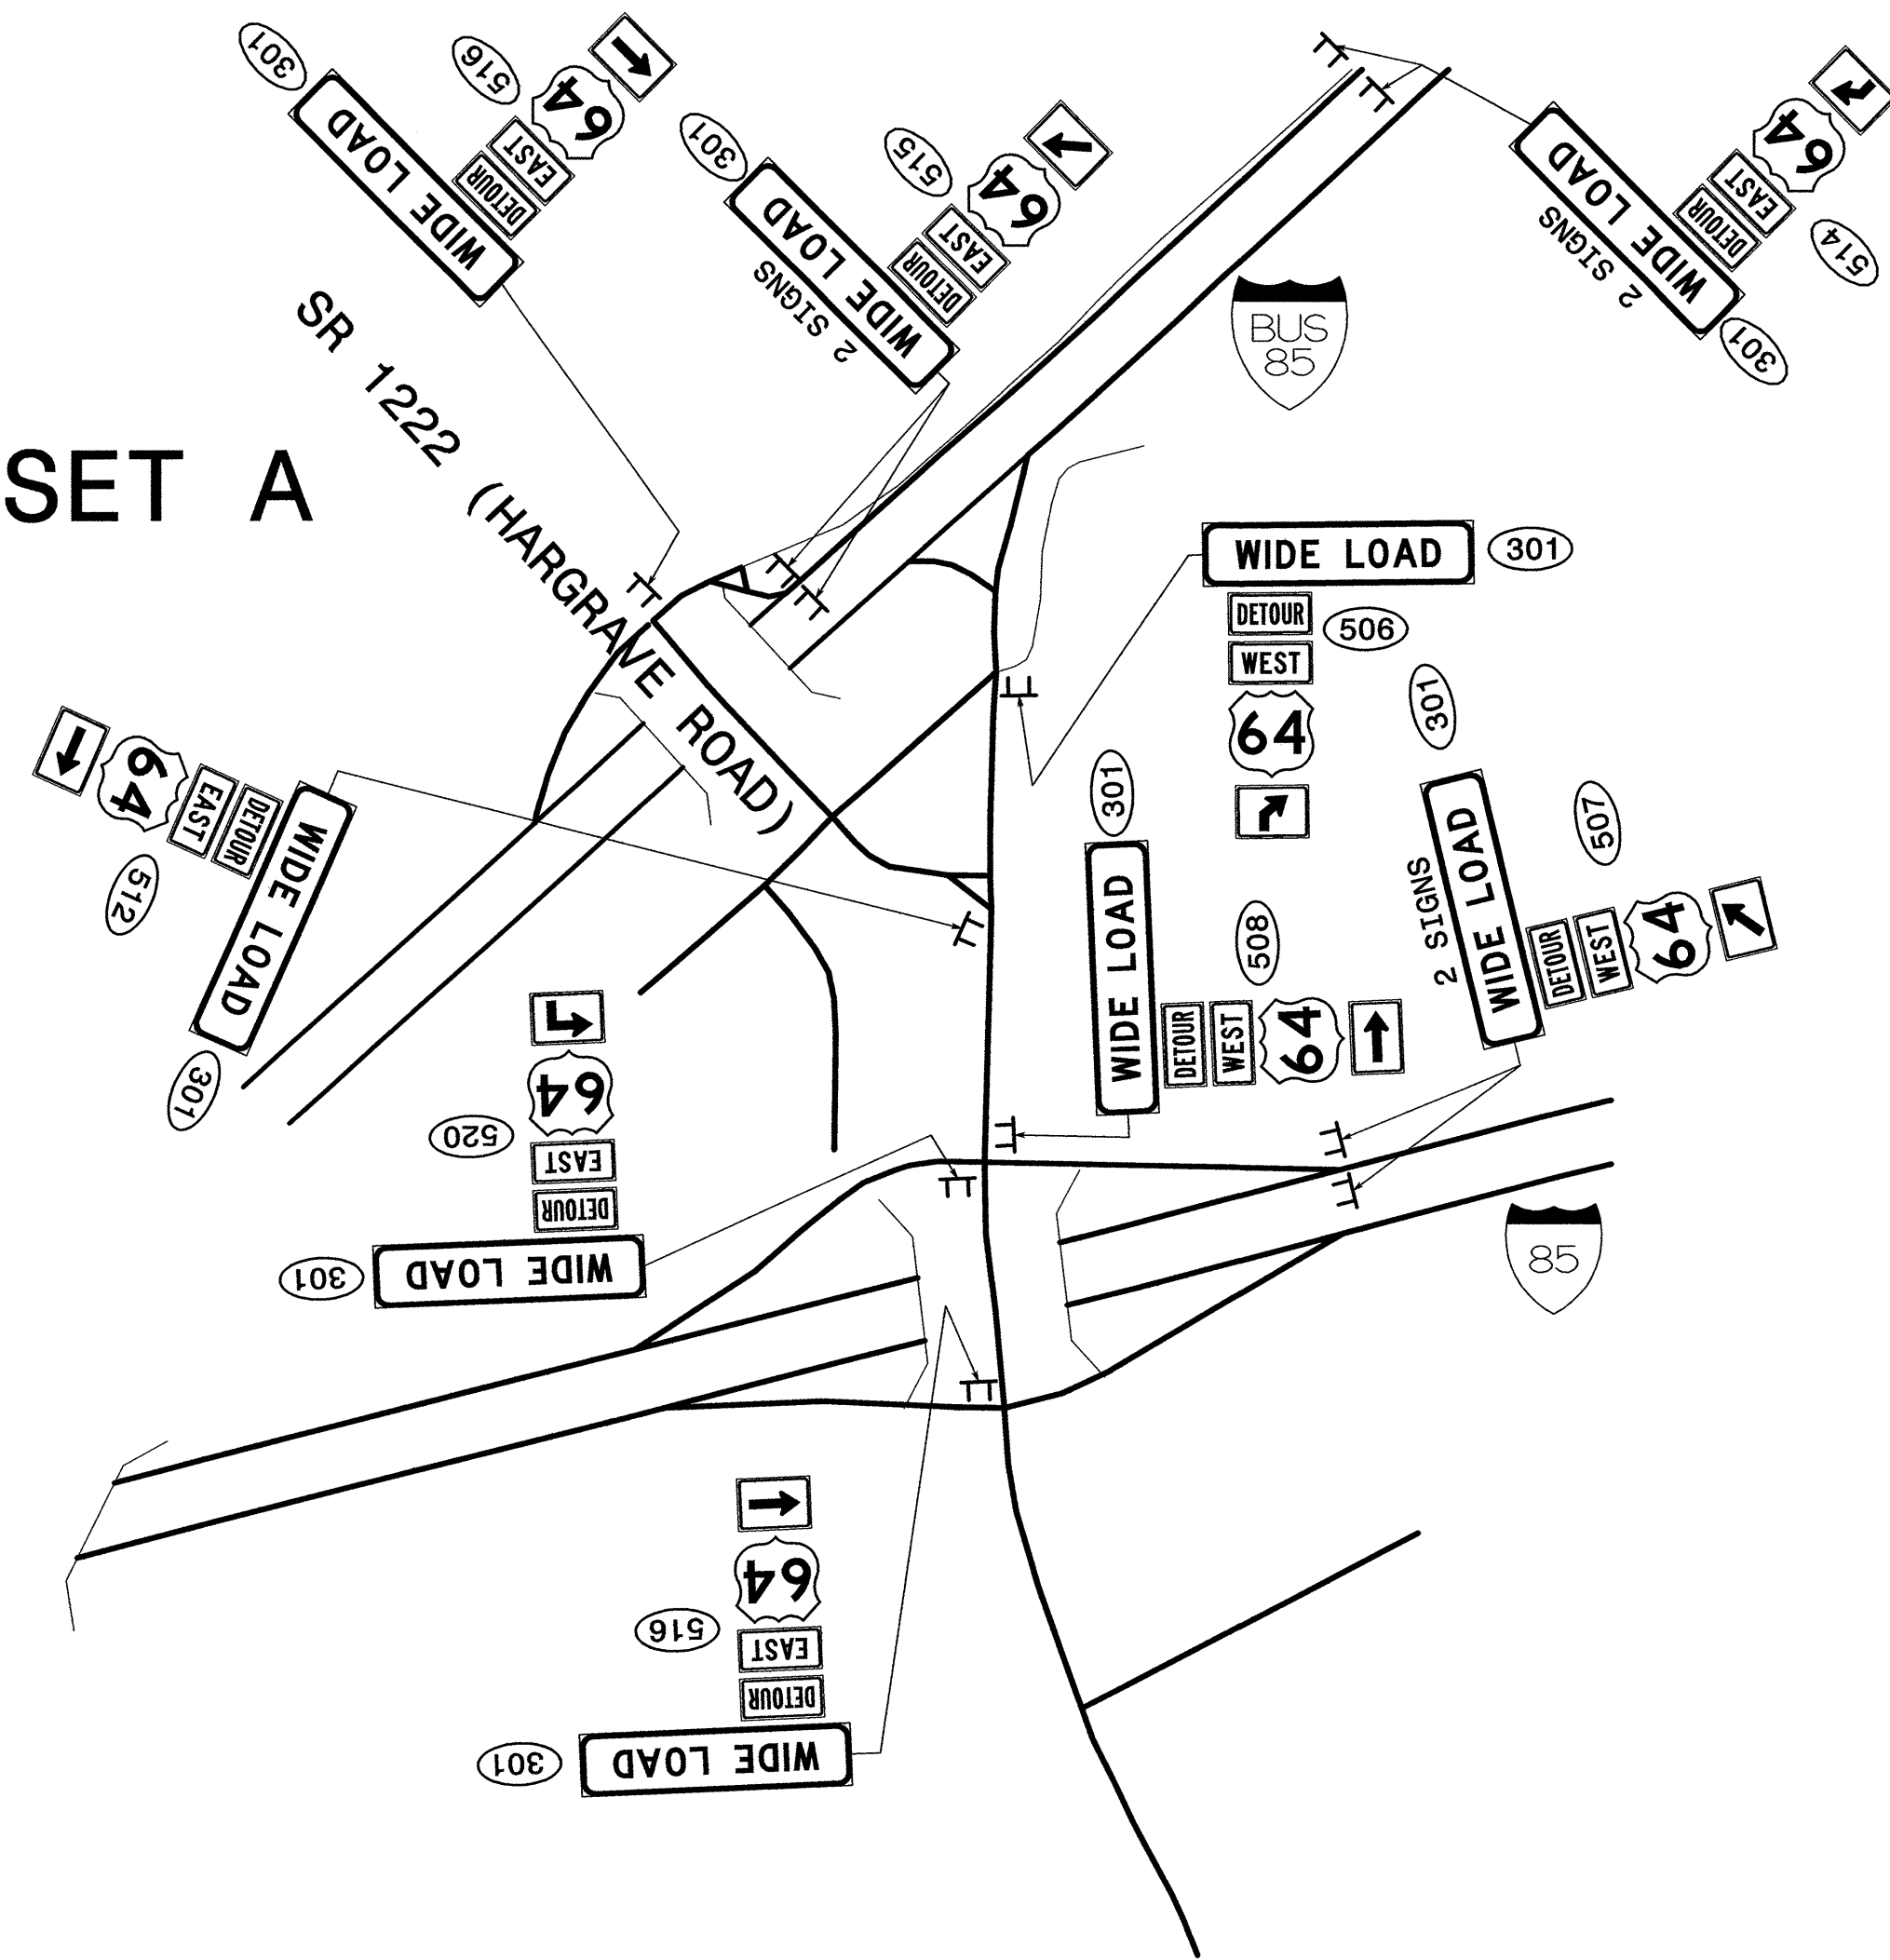 301
WIDE LOAD
516
DETOUR
EAST
64
301
WIDE LOAD
2 SIGNS
515
DETOUR
EAST
64
301
WIDE LOAD
2 SIGNS
514
DETOUR
EAST
64
BUS
85
SET A
SR 1222 (HARGRAVE ROAD)
WIDE LOAD
301
DETOUR
506
WEST
64
301
WIDE LOAD
2 SIGNS
507
DETOUR
WEST
64
301
WIDE LOAD
508
DETOUR
WEST
64
301
WIDE LOAD
512
DETOUR
EAST
64
301
WIDE LOAD
520
DETOUR
EAST
64
85
301
WIDE LOAD
516
DETOUR
EAST
64